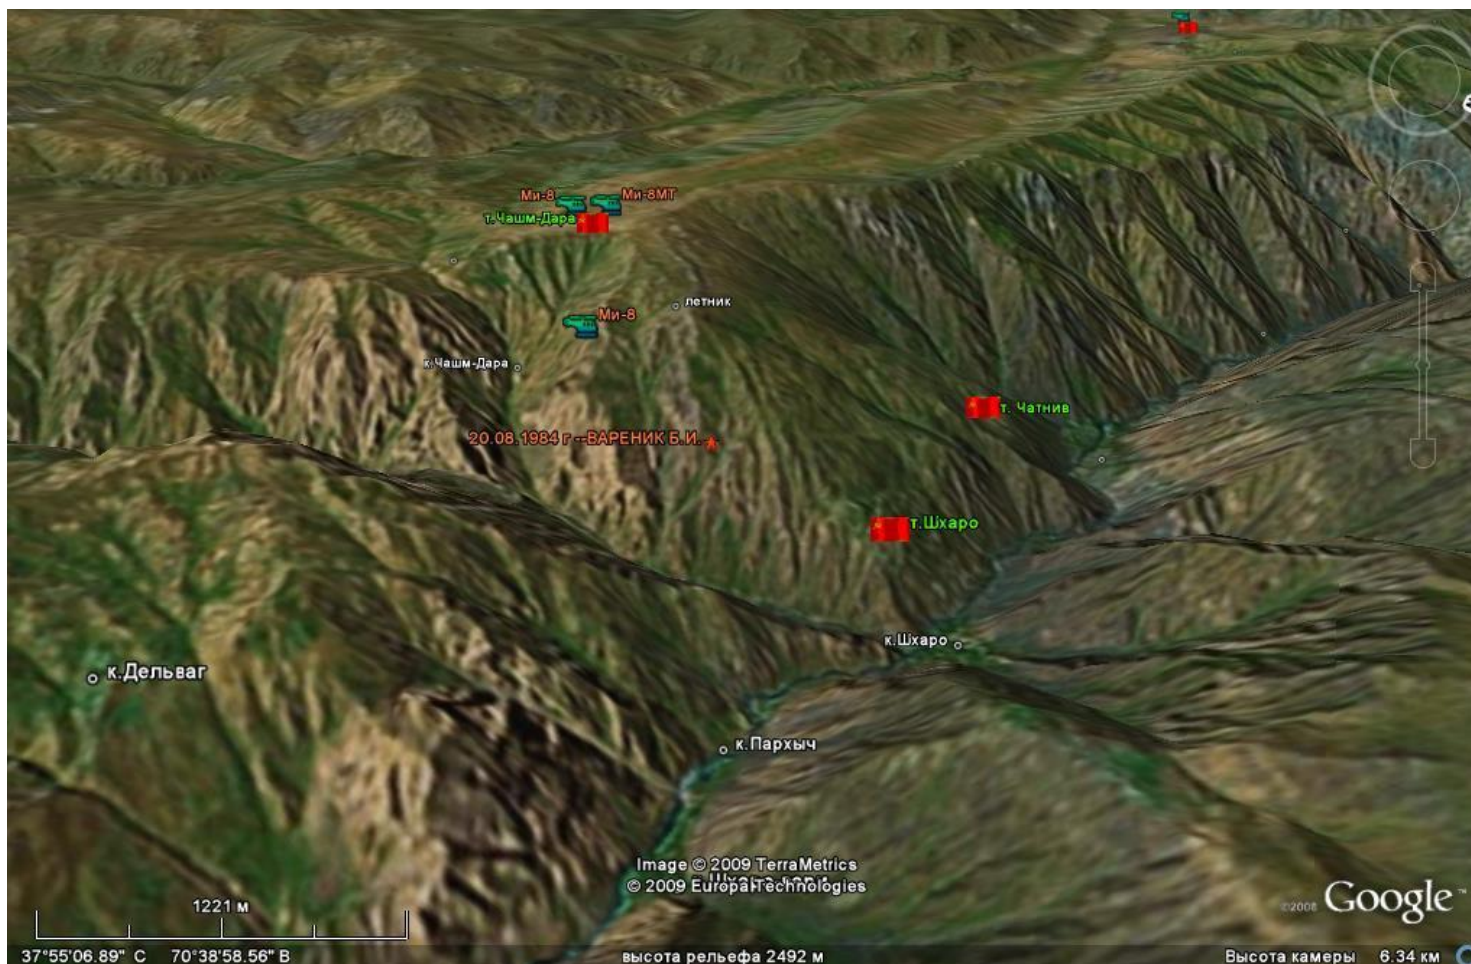 Ми-8
Ми-8МТ
т.Чашм-Дара
летник
Ми-8
к.Чашм-Дара
т. Чатнив
20.08.1984 г --ВАРЕНИК Б.И.
т.Шхаро
к.Шхаро
к.Дельваг
к.Пархыч
Image © 2009 TerraMetrics
© 2009 Europa Technologies
1221 м
©2008 Google™
37°55'06.89" С 70°38'58.56" В
высота рельефа 2492 м
Высота камеры 6.34 км